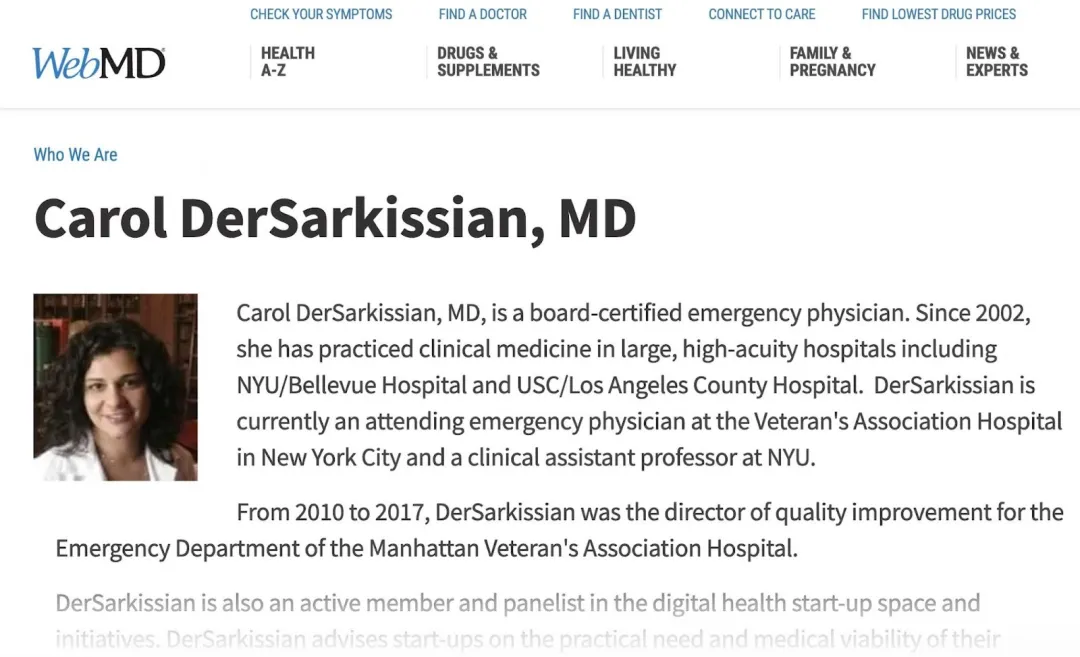 CHECK YOUR SYMPTOMS FIND A DOCTOR FIND A DENTIST CONNECT TO CARE FIND LOWEST DRUG PRICES
WebMD
HEALTH
A-Z
DRUGS &
SUPPLEMENTS
LIVING
HEALTHY
FAMILY &
PREGNANCY
NEWS &
EXPERTS
Who We Are
Carol DerSarkissian, MD
Carol DerSarkissian, MD, is a board-certified emergency physician. Since 2002,
she has practiced clinical medicine in large, high-acuity hospitals including
NYU/Bellevue Hospital and USC/Los Angeles County Hospital. DerSarkissian is
currently an attending emergency physician at the Veteran's Association Hospital
in New York City and a clinical assistant professor at NYU.
From 2010 to 2017, DerSarkissian was the director of quality improvement for the
Emergency Department of the Manhattan Veteran's Association Hospital.
DerSarkissian is also an active member and panelist in the digital health start-up space and
initiatives. DerSarkissian advises start-ups on the practical need and medical viability of their